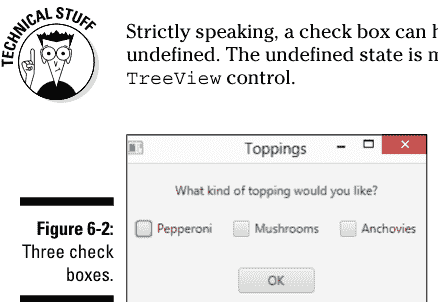 TECHNICAL STUFF
Strictly speaking, a check box can
undefined. The undefined state is
TreeView control.
Toppings
What kind of topping would you like?
Pepperoni Mushrooms Anchovies
OK
Figure 6-2:
Three check
boxes.